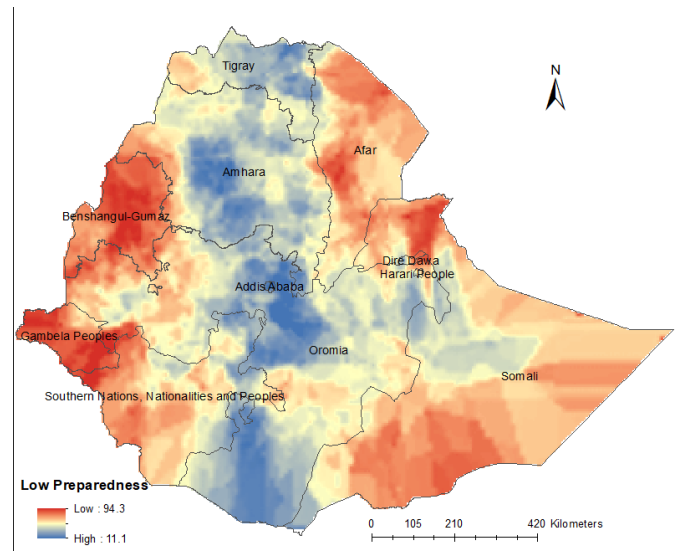 Tigray
N
Afar
Amhara
Benshangul-Gumaz
Dire Dawa
Harari People
Addis Ababa
Gambela Peoples
Oromia
Somali
Southern Nations, Nationalities and Peoples
Low Preparedness
Low : 94.3
High : 11.1
0 105 210 420 Kilometers